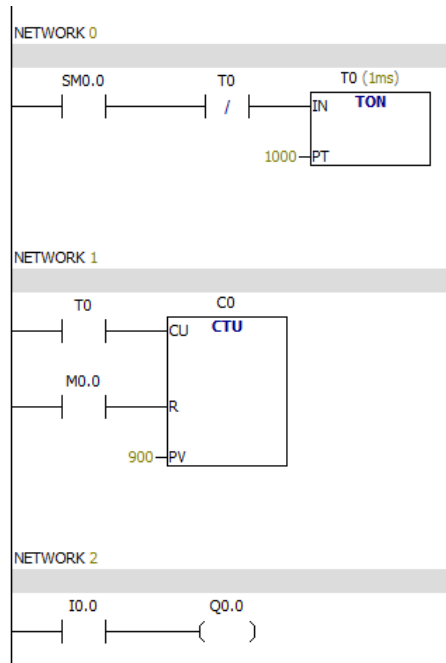 NETWORK 0
SM0.0 T0 T0 (1ms)
/ IN TON
1000 PT
NETWORK 1
T0 C0
CU CTU
M0.0
R
900 PV
NETWORK 2
I0.0 Q0.0